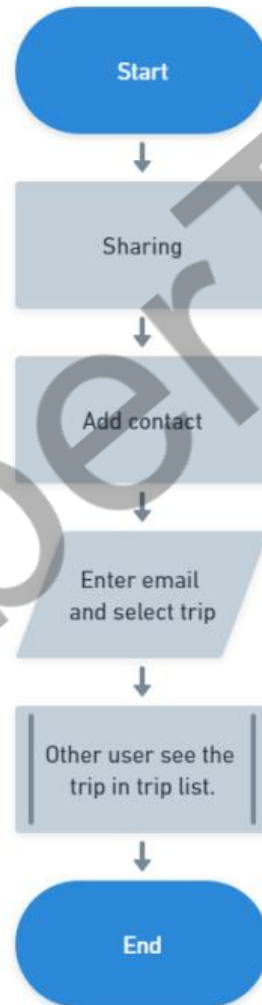 Start
Sharing
Add contact
Enter email
and select trip
Other user see the
trip in trip list.
End